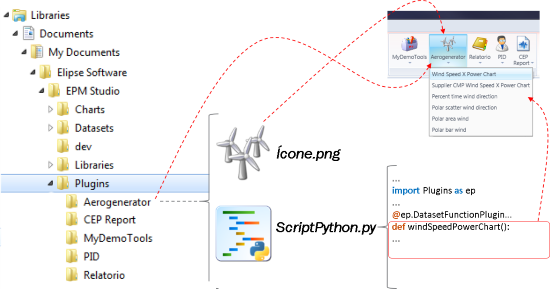 Libraries
Documents
My Documents
Elipse Software
EPM Studio
Charts
Datasets
dev
Libraries
Plugins
Aerogenerator
CEP Report
MyDemoTools
PID
Relatorio
Ícone.png
ScriptPython.py
MyDemoTools
Aerogenerator
Relatorio
PID
CEP
Report
Wind Speed X Power Chart
Supplier CMP Wind Speed X Power Chart
Percent time wind direction
Polar scatter wind direction
Polar area wind
Polar bar wind
...
import Plugins as ep
...
@ep.DatasetFunctionPlugin...
def windSpeedPowerChart():
...